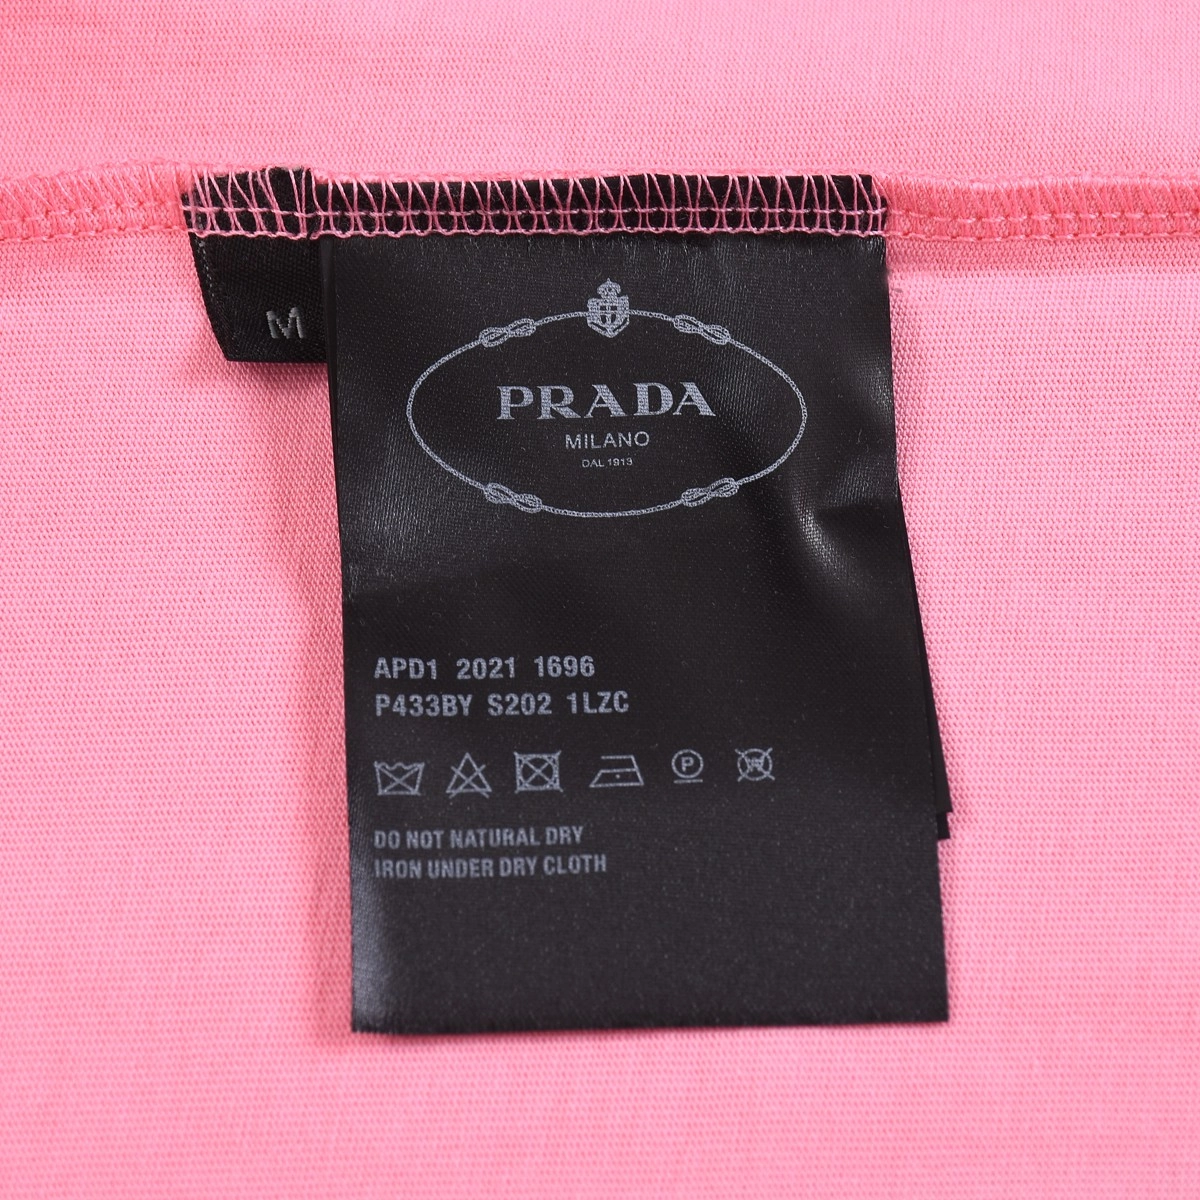 M
PRADA
MILANO
DAL 1913
APD1 2021 1696
P433BY S202 1LZC
P
W
DO NOT NATURAL DRY
IRON UNDER DRY CLOTH